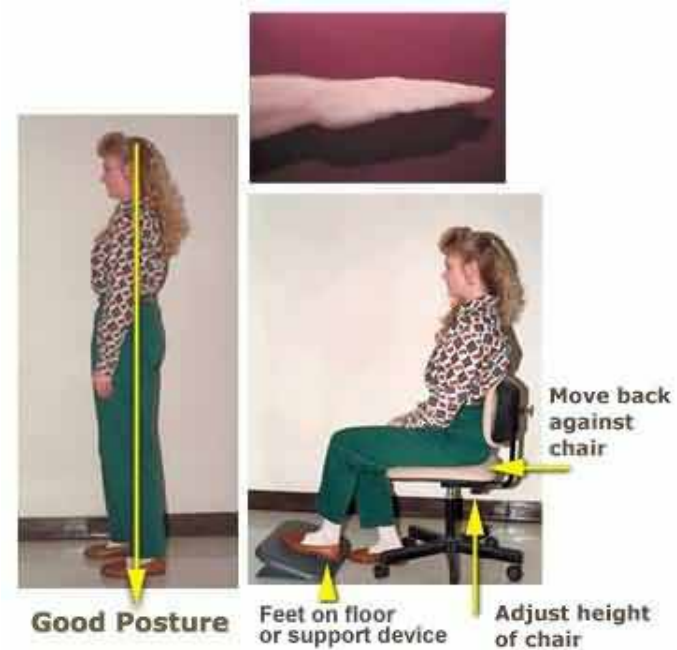 Move back
against
chair
Good Posture
Feet on floor
or support device
Adjust height
of chair